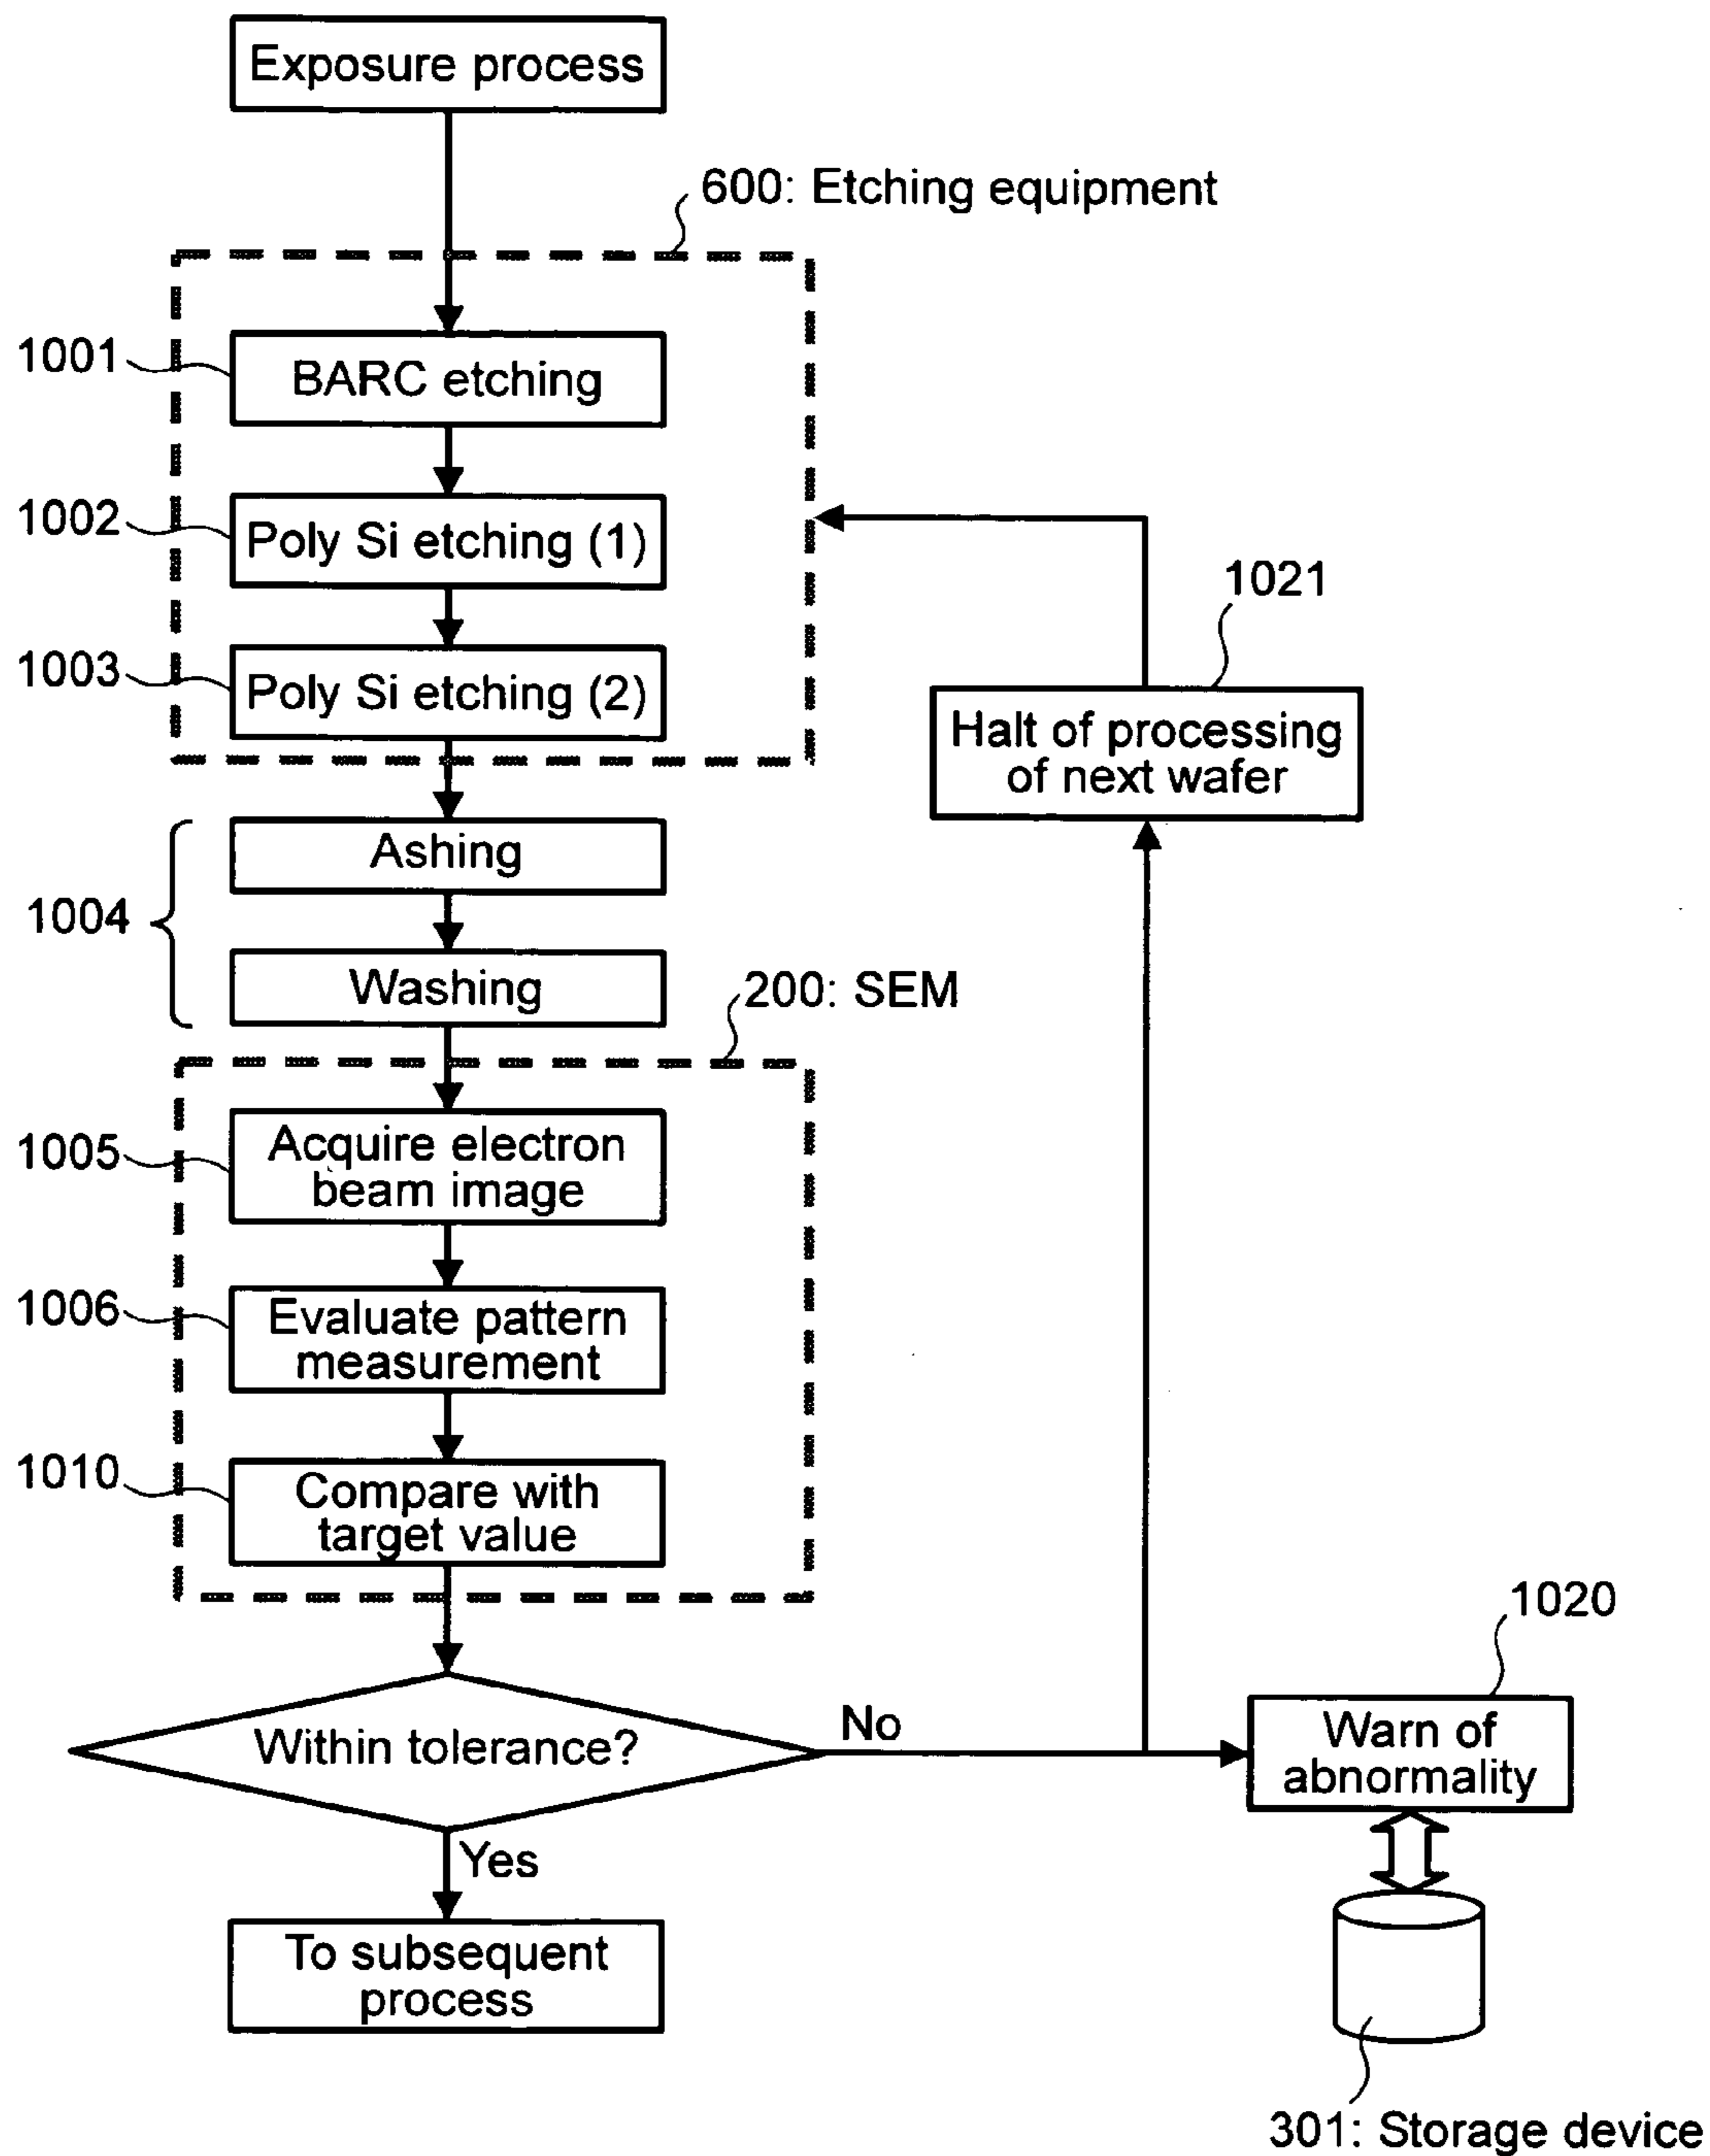 Exposure process
600: Etching equipment
1001
BARC etching
1002
Poly Si etching (1)
1021
1003
Poly Si etching (2)
Halt of processing
of next wafer
Ashing
1004
Washing
200: SEM
1005
Acquire electron
beam image
1006
Evaluate pattern
measurement
1010
Compare with
target value
1020
Within tolerance?
No
Warn of
abnormality
Yes
To subsequent
process
301: Storage device